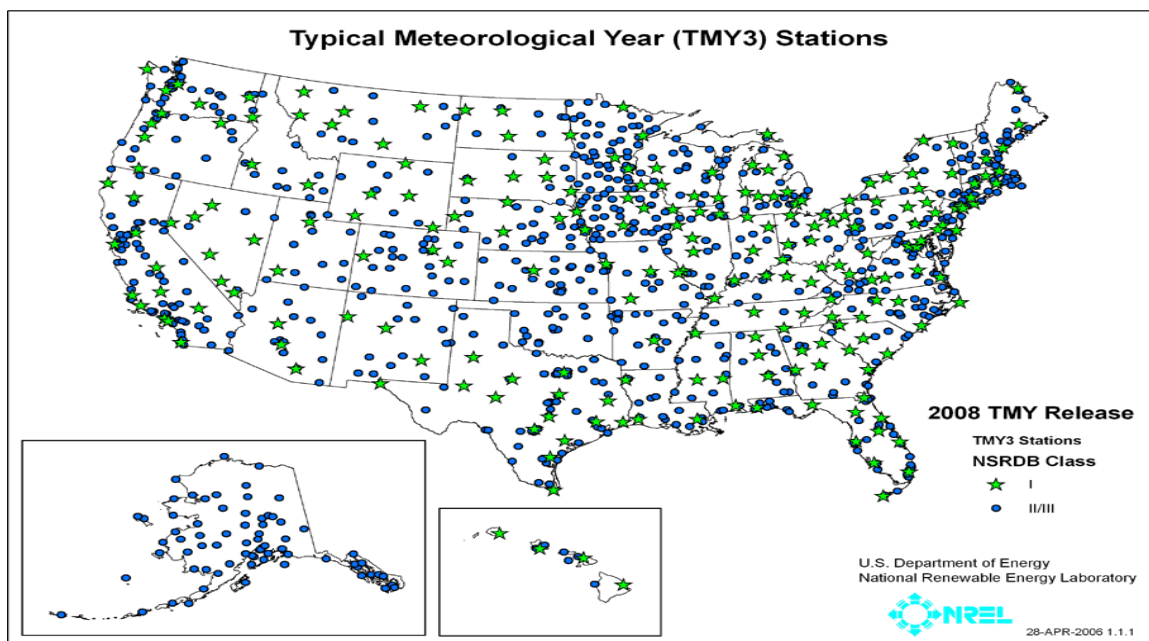 Typical Meteorological Year (TMY3) Stations
2008 TMY Release
TMY3 Stations
NSRDB Class
I
II/III
U.S. Department of Energy
National Renewable Energy Laboratory
NREL
28-APR-2006 1.1.1